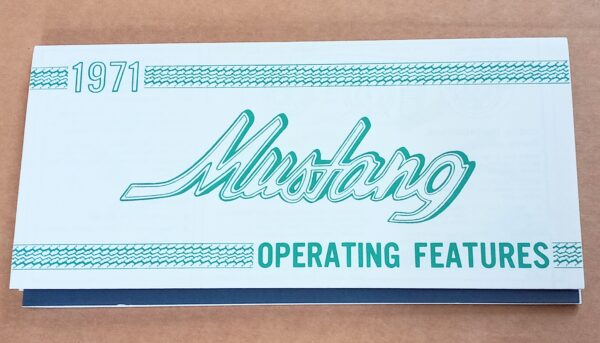 1971
Mustang
OPERATING FEATURES